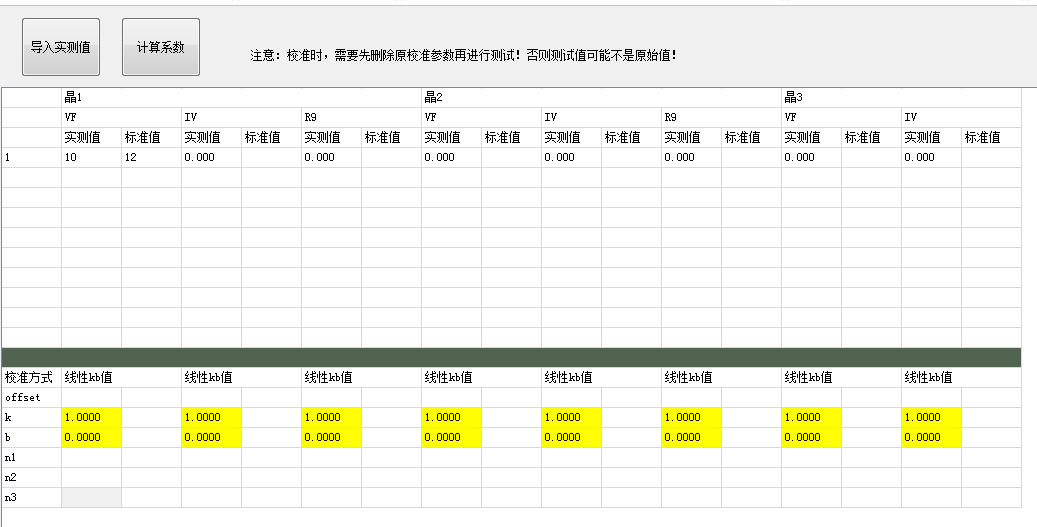 导入实测值 计算系数 注意：校准时，需要先删除原校准参数再进行测试！否则测试值可能不是原始值！
晶1 晶2 晶3
VF IV R9 VF IV R9 VF IV
实测值 标准值 实测值 标准值 实测值 标准值 实测值 标准值 实测值 标准值 实测值 标准值 实测值 标准值 实测值 标准值
1 10 12 0.000 0.000 0.000 0.000 0.000 0.000 0.000
校准方式 线性kb值 线性kb值 线性kb值 线性kb值 线性kb值 线性kb值 线性kb值 线性kb值
offset
k 1.0000 1.0000 1.0000 1.0000 1.0000 1.0000 1.0000 1.0000
b 0.0000 0.0000 0.0000 0.0000 0.0000 0.0000 0.0000 0.0000
n1
n2
n3